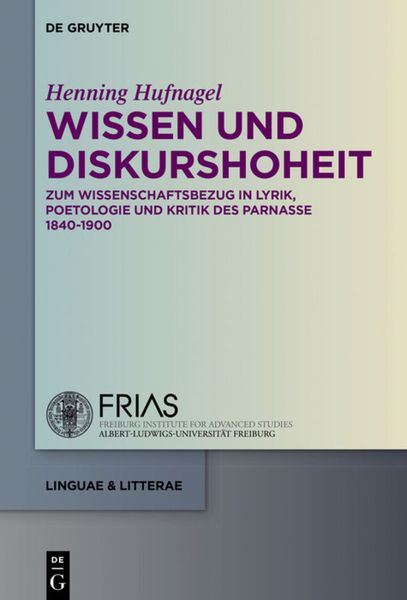 DE GRUYTER
Henning Hufnagel
WISSEN UND
DISKURSHOHEIT
ZUM WISSENSCHAFTSBEZUG IN LYRIK,
POETOLOGIE UND KRITIK DES PARNASSE
1840-1900
FRIAS
FREIBURG INSTITUTE FOR ADVANCED STUDIES
ALBERT-LUDWIGS-UNIVERSITÄT FREIBURG
LINGUAE & LITTERAE
DE
G